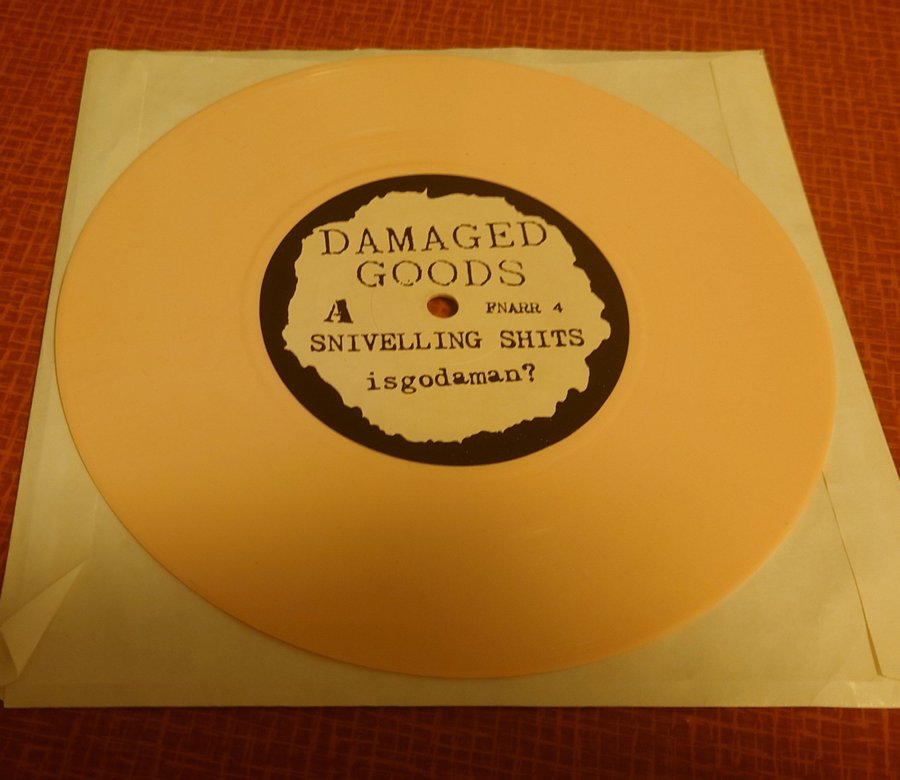 DAMAGED
GOODS
A FNARR 4
SNIVELLING SHITS
isgodaman?